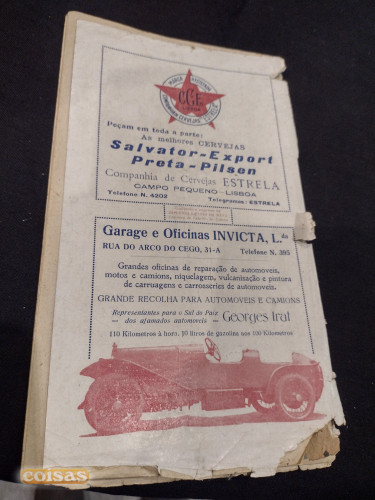 C.C.E.
Peçam em toda a parte:
As melhores CERVEJAS
Salvator-Export
Preta-Pilsen
Companhia de Cervejas ESTRELA
CAMPO PEQUENO-LISBOA
Telefone N. 4202 Telegramas: ESTRELA
Garage e Oficinas INVICTA, L.da
RUA DO ARCO DO CEGO, 31-A Telefone N. 395
Grandes oficinas de reparação de automoveis,
motos e camions, niquelagem, vulcanisação e pintura
de carruagens e carrosseries de automoveis.
GRANDE RECOLHA PARA AUTOMOVEIS E CAMIONS
Representantes para o Sul do Paiz
— dos afamados automoveis — Georges Irat
110 Kilometros à hora. 10 litros de gazolina aos 100 Kilometros
coisas